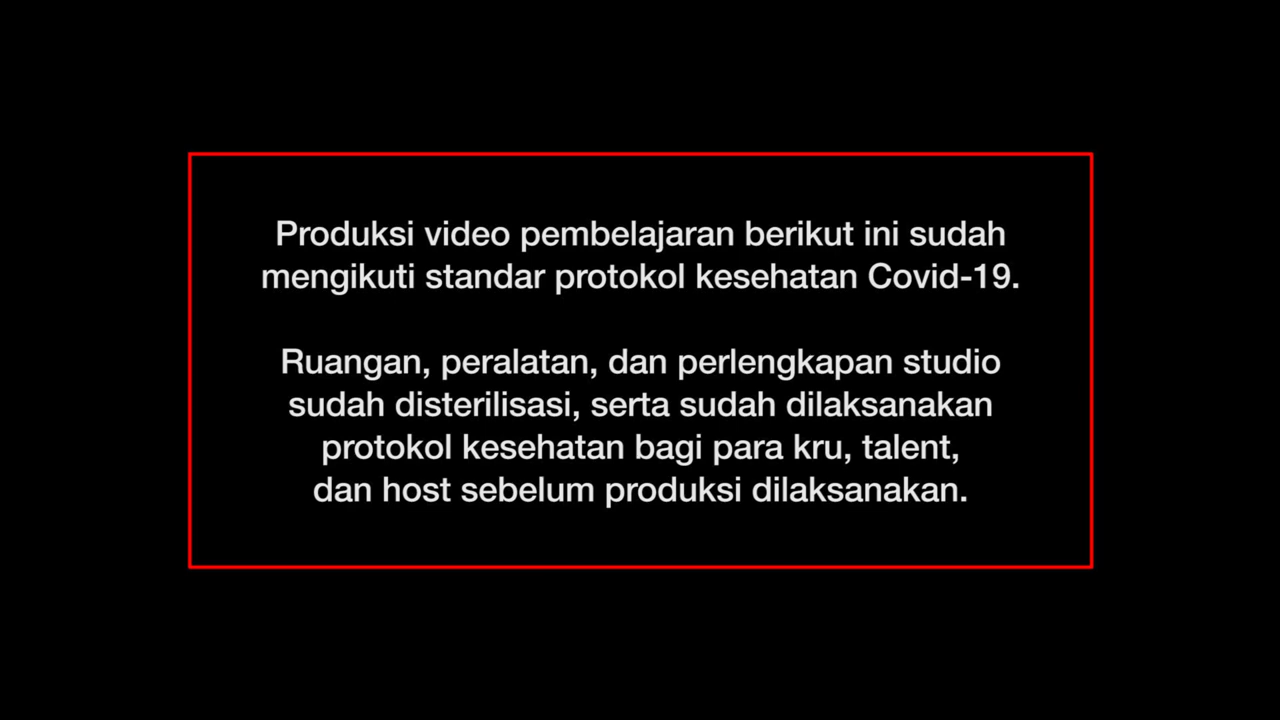 Produksi video pembelajaran berikut ini sudah
mengikuti standar protokol kesehatan Covid-19.
Ruangan, peralatan, dan perlengkapan studio
sudah disterilisasi, serta sudah dilaksanakan
protokol kesehatan bagi para kru, talent,
dan host sebelum produksi dilaksanakan.